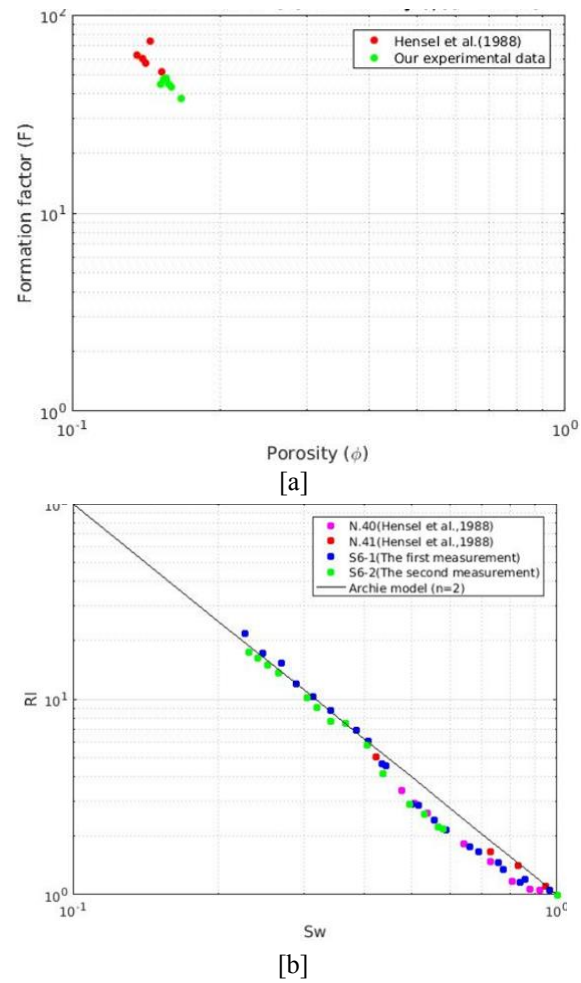 10²
Hensel et al.(1988)
Our experimental data
Formation factor (F)
10¹
10⁰
10⁻¹
10⁰
Porosity (ϕ)
[a]
N.40(Hensel et al.,1988)
N.41(Hensel et al.,1988)
S6-1(The first measurement)
S6-2(The second measurement)
Archie model (n=2)
RI
10¹
10⁰
10⁻¹
10⁰
Sw
[b]